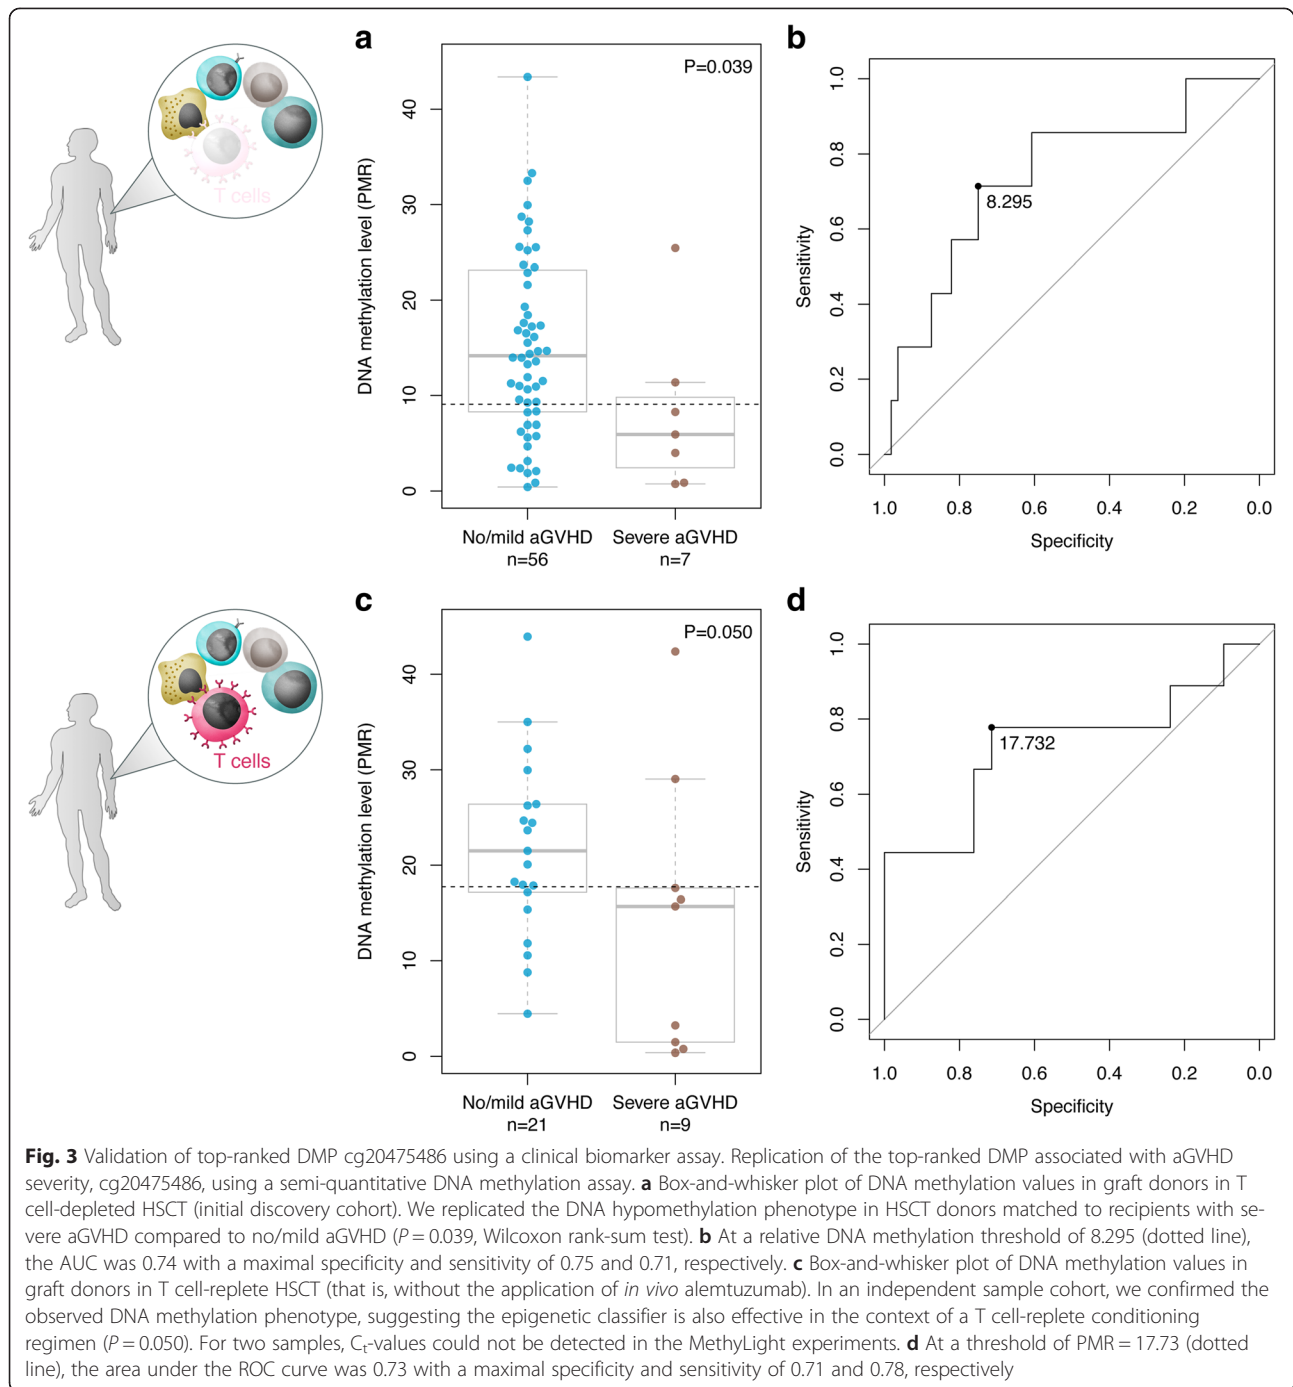 a
P=0.039
DNA methylation level (PMR)
40
30
20
10
0
No/mild aGVHD
n=56
Severe aGVHD
n=7
T cells
b
Sensitivity
1.0
0.8
0.6
0.4
0.2
0.0
8.295
1.0 0.8 0.6 0.4 0.2 0.0
Specificity
c
P=0.050
DNA methylation level (PMR)
40
30
20
10
0
No/mild aGVHD
n=21
Severe aGVHD
n=9
T cells
d
Sensitivity
1.0
0.8
0.6
0.4
0.2
0.0
17.732
1.0 0.8 0.6 0.4 0.2 0.0
Specificity
Fig. 3 Validation of top-ranked DMP cg20475486 using a clinical biomarker assay. Replication of the top-ranked DMP associated with aGVHD
severity, cg20475486, using a semi-quantitative DNA methylation assay. a Box-and-whisker plot of DNA methylation values in graft donors in T
cell-depleted HSCT (initial discovery cohort). We replicated the DNA hypomethylation phenotype in HSCT donors matched to recipients with se-
vere aGVHD compared to no/mild aGVHD (P = 0.039, Wilcoxon rank-sum test). b At a relative DNA methylation threshold of 8.295 (dotted line),
the AUC was 0.74 with a maximal specificity and sensitivity of 0.75 and 0.71, respectively. c Box-and-whisker plot of DNA methylation values in
graft donors in T cell-replete HSCT (that is, without the application of in vivo alemtuzumab). In an independent sample cohort, we confirmed the
observed DNA methylation phenotype, suggesting the epigenetic classifier is also effective in the context of a T cell-replete conditioning
regimen (P = 0.050). For two samples, Ct-values could not be detected in the MethyLight experiments. d At a threshold of PMR = 17.73 (dotted
line), the area under the ROC curve was 0.73 with a maximal specificity and sensitivity of 0.71 and 0.78, respectively